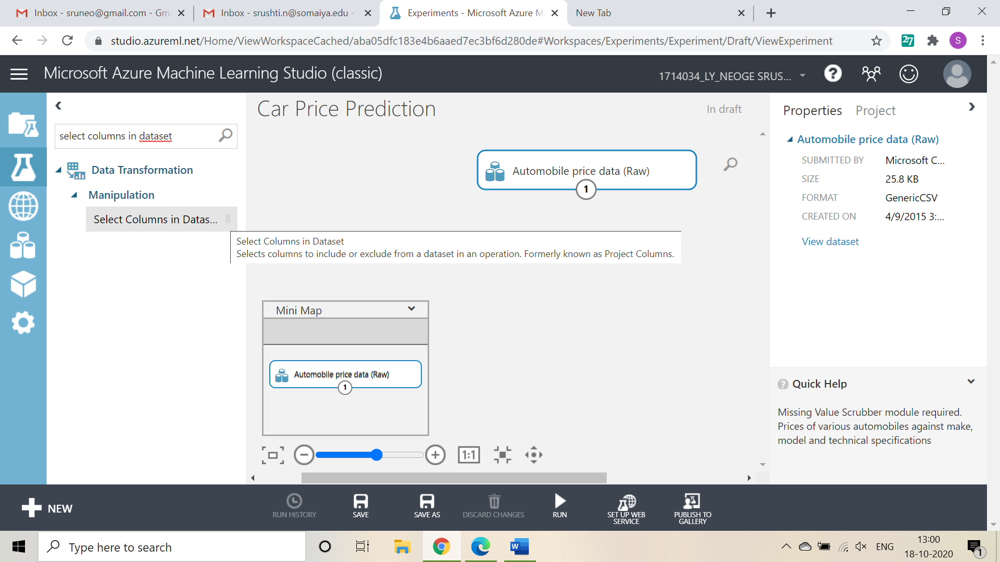 Inbox - sruneo@gmail.com - Gm
Inbox - srushti.n@somaiya.edu -
Experiments - Microsoft Azure M
New Tab
studio.azureml.net/Home/ViewWorkspaceCached/aba05dfc183e4b6aaed7ec3bf6d280de#Workspaces/Experiments/Experiment/Draft/ViewExperiment
27
S
Microsoft Azure Machine Learning Studio (classic)
1714034_LY_NEOGE SRUS...
select columns in dataset
Data Transformation
Manipulation
Select Columns in Datas...
Car Price Prediction
In draft
Automobile price data (Raw)
1
Select Columns in Dataset
Selects columns to include or exclude from a dataset in an operation. Formerly known as Project Columns.
Mini Map
Automobile price data (Raw)
1
1:1
Properties
Project
Automobile price data (Raw)
SUBMITTED BY Microsoft C...
SIZE 25.8 KB
FORMAT GenericCSV
CREATED ON 4/9/2015 3:...
View dataset
Quick Help
Missing Value Scrubber module required.
Prices of various automobiles against make,
model and technical specifications
NEW
RUN HISTORY
SAVE
SAVE AS
DISCARD CHANGES
RUN
SET UP WEB
SERVICE
PUBLISH TO
GALLERY
Type here to search
W
ENG
13:00
18-10-2020
1